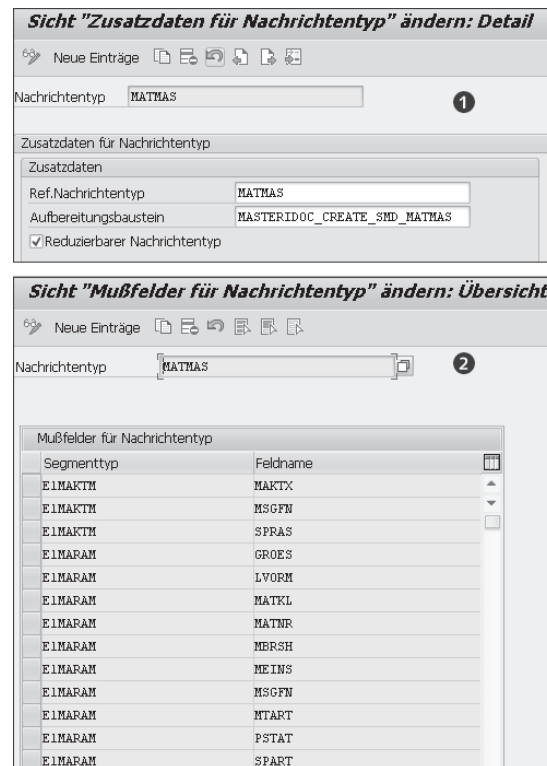 Sicht "Zusatzdaten für Nachrichtentyp" ändern: Detail
Neue Einträge
Nachrichtentyp MATMAS
1
Zusatzdaten für Nachrichtentyp
Zusatzdaten
Ref.Nachrichtentyp MATMAS
Aufbereitungsbaustein MASTERIDOC_CREATE_SMD_MATMAS
Reduzierbarer Nachrichtentyp
Sicht "Mußfelder für Nachrichtentyp" ändern: Übersicht
Neue Einträge
Nachrichtentyp MATMAS
2
Mußfelder für Nachrichtentyp
Segmenttyp Feldname
E1MAKTM MAKTX
E1MAKTM MSGFN
E1MAKTM SPRAS
E1MARAM GROES
E1MARAM LVORM
E1MARAM MATKL
E1MARAM MATNR
E1MARAM MBRSH
E1MARAM MEINS
E1MARAM MSGFN
E1MARAM MTART
E1MARAM PSTAT
E1MARAM SPART